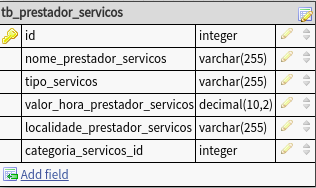 tb_prestador_servicos
id integer
nome_prestador_servicos varchar(255)
tipo_servicos varchar(255)
valor_hora_prestador_servicos decimal(10,2)
localidade_prestador_servicos varchar(255)
categoria_servicos_id integer
Add field